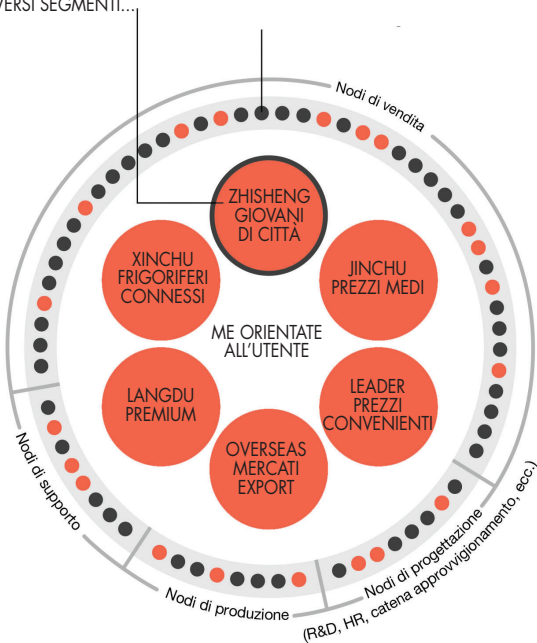 VERSI SEGMENTI...
Nodi di vendita
ZHISHENG
GIOVANI
DI CITTÀ
XINCHU
FRIGORIFERI
CONNESSI
JINCHU
PREZZI MEDI
ME ORIENTATE
ALL'UTENTE
LANGDU
PREMIUM
LEADER
PREZZI
CONVENIENTI
OVERSEAS
MERCATI
EXPORT
Nodi di supporto
Nodi di produzione
Nodi di progettazione
(R&D, HR, catena approvvigionamento, ecc.)